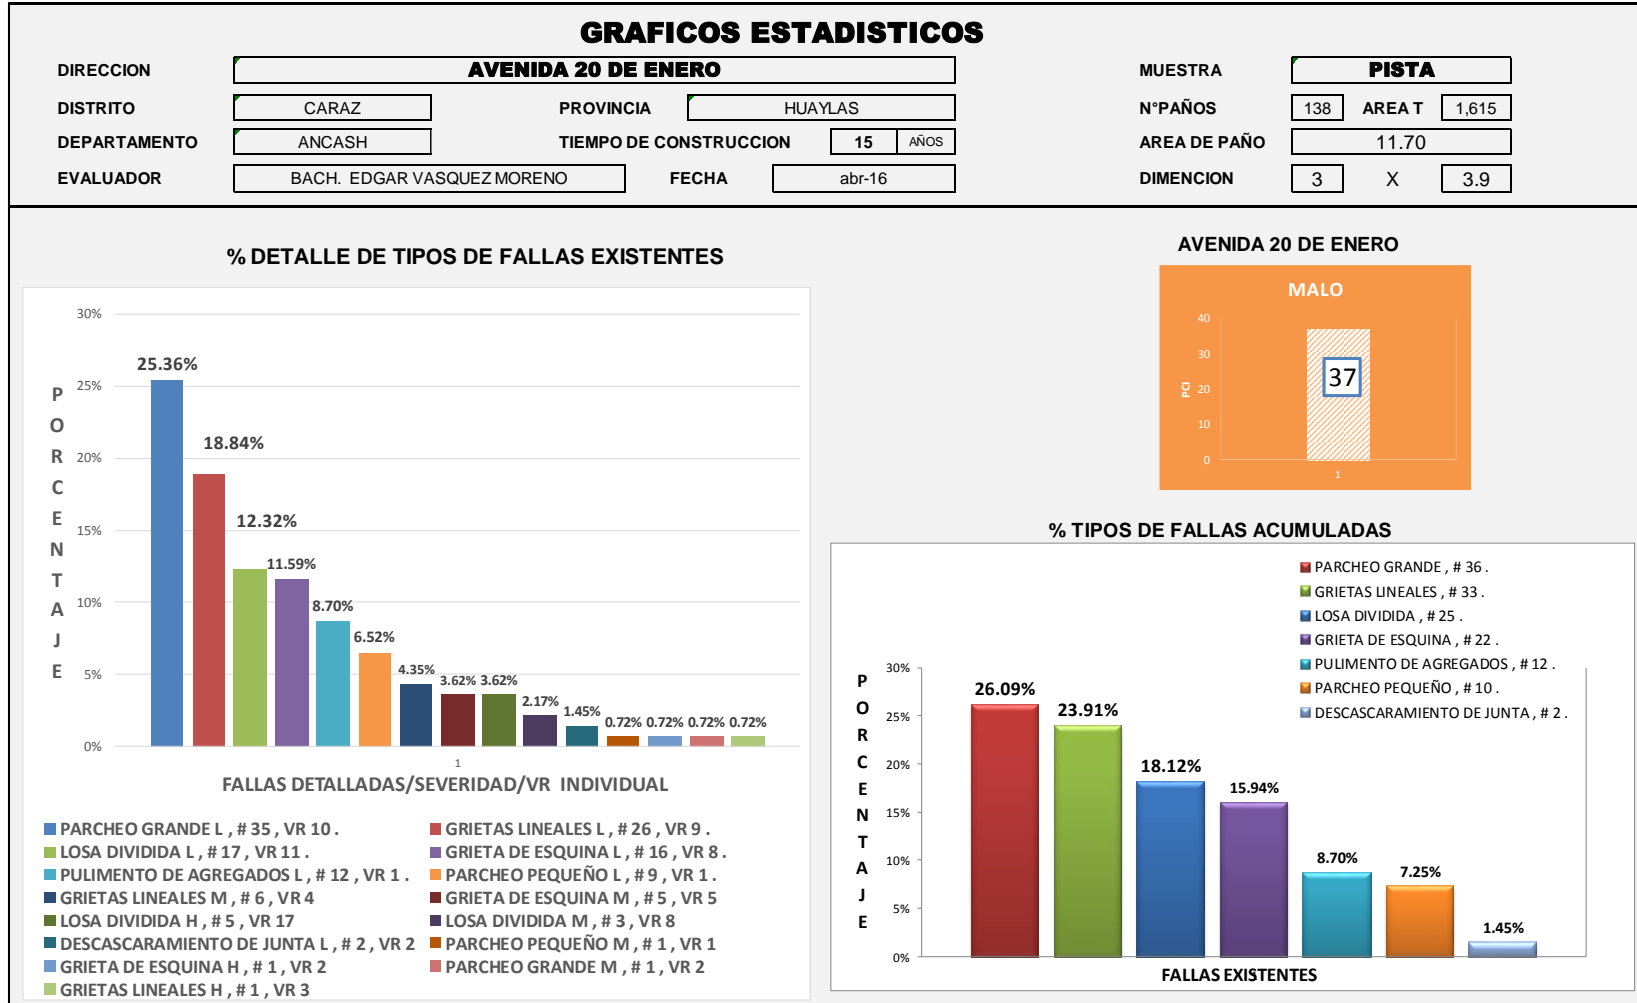 GRAFICOS ESTADISTICOS
DIRECCION AVENIDA 20 DE ENERO MUESTRA PISTA
DISTRITO CARAZ PROVINCIA HUAYLAS N°PAÑOS 138 AREA T 1,615
DEPARTAMENTO ANCASH TIEMPO DE CONSTRUCCION 15 AÑOS AREA DE PAÑO 11.70
EVALUADOR BACH. EDGAR VASQUEZ MORENO FECHA abr-16 DIMENCION 3 X 3.9
% DETALLE DE TIPOS DE FALLAS EXISTENTES
30%
25%
20%
15%
10%
5%
0%
PORCENTAJE
25.36%
18.84%
12.32%
11.59%
8.70%
6.52%
4.35%
3.62%
3.62%
2.17%
1.45%
0.72%
0.72%
0.72%
0.72%
1
FALLAS DETALLADAS/SEVERIDAD/VR INDIVIDUAL
PARCHEO GRANDE L , # 35 , VR 10 .
GRIETAS LINEALES L , # 26 , VR 9 .
LOSA DIVIDIDA L , # 17 , VR 11 .
GRIETA DE ESQUINA L , # 16 , VR 8 .
PULIMENTO DE AGREGADOS L , # 12 , VR 1 .
PARCHEO PEQUEÑO L , # 9 , VR 1 .
GRIETAS LINEALES M , # 6 , VR 4
GRIETA DE ESQUINA M , # 5 , VR 5
LOSA DIVIDIDA H , # 5 , VR 17
LOSA DIVIDIDA M , # 3 , VR 8
DESCASCARAMIENTO DE JUNTA L , # 2 , VR 2
PARCHEO PEQUEÑO M , # 1 , VR 1
GRIETA DE ESQUINA H , # 1 , VR 2
PARCHEO GRANDE M , # 1 , VR 2
GRIETAS LINEALES H , # 1 , VR 3
AVENIDA 20 DE ENERO
MALO
40
30
20
10
0
PCI
37
1
% TIPOS DE FALLAS ACUMULADAS
PARCHEO GRANDE , # 36 .
GRIETAS LINEALES , # 33 .
LOSA DIVIDIDA , # 25 .
GRIETA DE ESQUINA , # 22 .
PULIMENTO DE AGREGADOS , # 12 .
PARCHEO PEQUEÑO , # 10 .
DESCASCARAMIENTO DE JUNTA , # 2 .
PORCENTAJE
30%
25%
20%
15%
10%
5%
0%
26.09%
23.91%
18.12%
15.94%
8.70%
7.25%
1.45%
FALLAS EXISTENTES